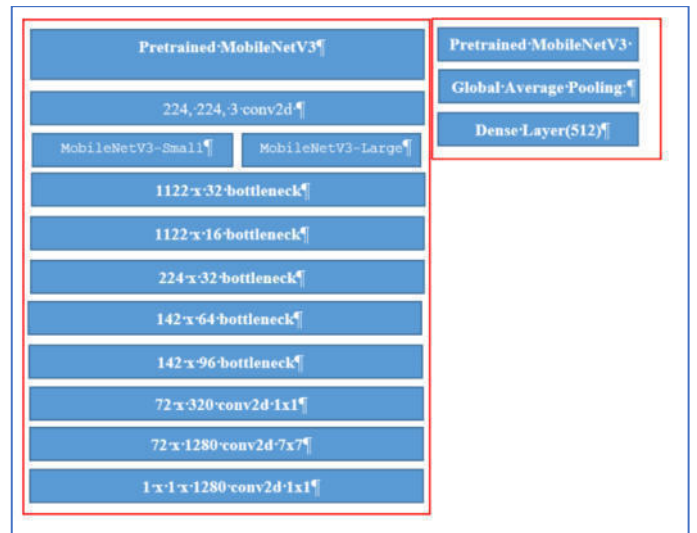 Pretrained·MobileNetV3¶
224,·224,·3·conv2d·¶
MobileNetV3-Small¶
MobileNetV3-Large¶
1122·x·32·bottleneck¶
1122·x·16·bottleneck¶
224·x·32·bottleneck¶
142·x·64·bottleneck¶
142·x·96·bottleneck¶
72·x·320·conv2d·1x1¶
72·x·1280·conv2d·7x7¶
1·x·1·x·1280·conv2d·1x1¶
Pretrained·MobileNetV3·
Global·Average·Pooling:¶
Dense·Layer(512)¶